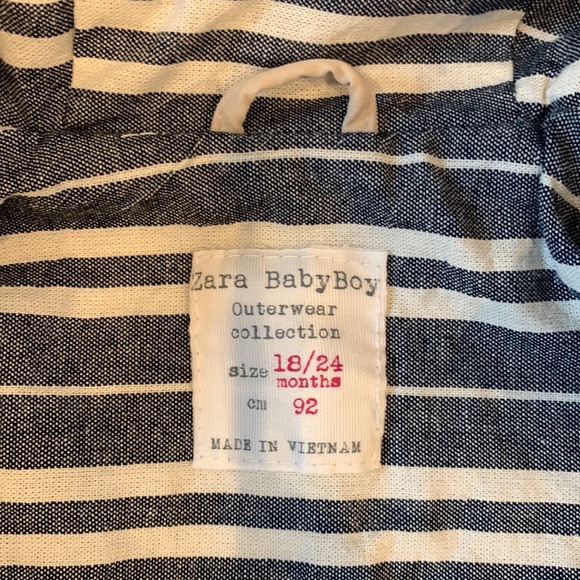 Zara BabyBoy
Outerwear
collection
size 18/24
months
cm 92
MADE IN VIETNAM